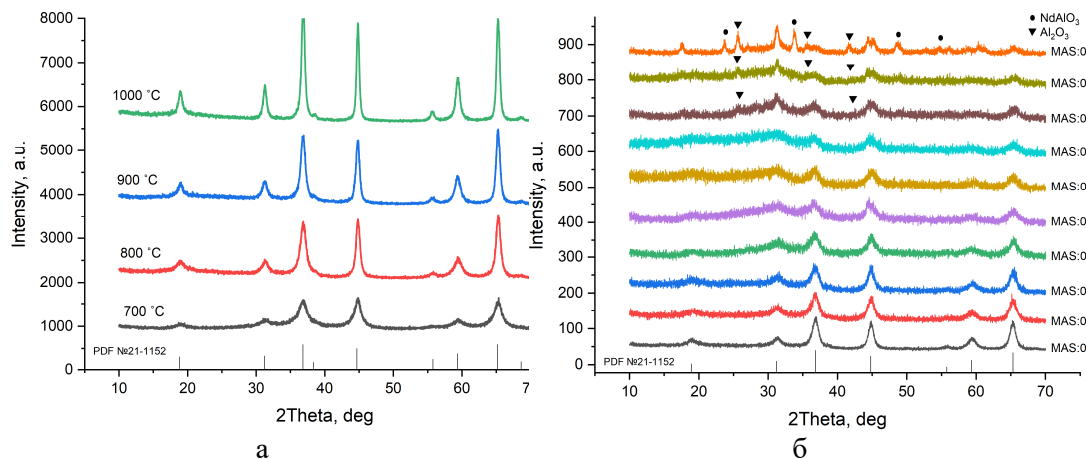 8000
7000
6000
5000
4000
3000
2000
1000
0
Intensity, a.u.
1000 °C
900 °C
800 °C
700 °C
PDF №21-1152
10 20 30 40 50 60 70
2Theta, deg
а
● NdAlO₃
▼ Al₂O₃
900
800
700
600
500
400
300
200
100
0
Intensity, a.u.
MAS:0
MAS:0
MAS:0
MAS:0
MAS:0
MAS:0
MAS:0
MAS:0
MAS:0
MAS:0
PDF №21-1152
10 20 30 40 50 60 70
2Theta, deg
б